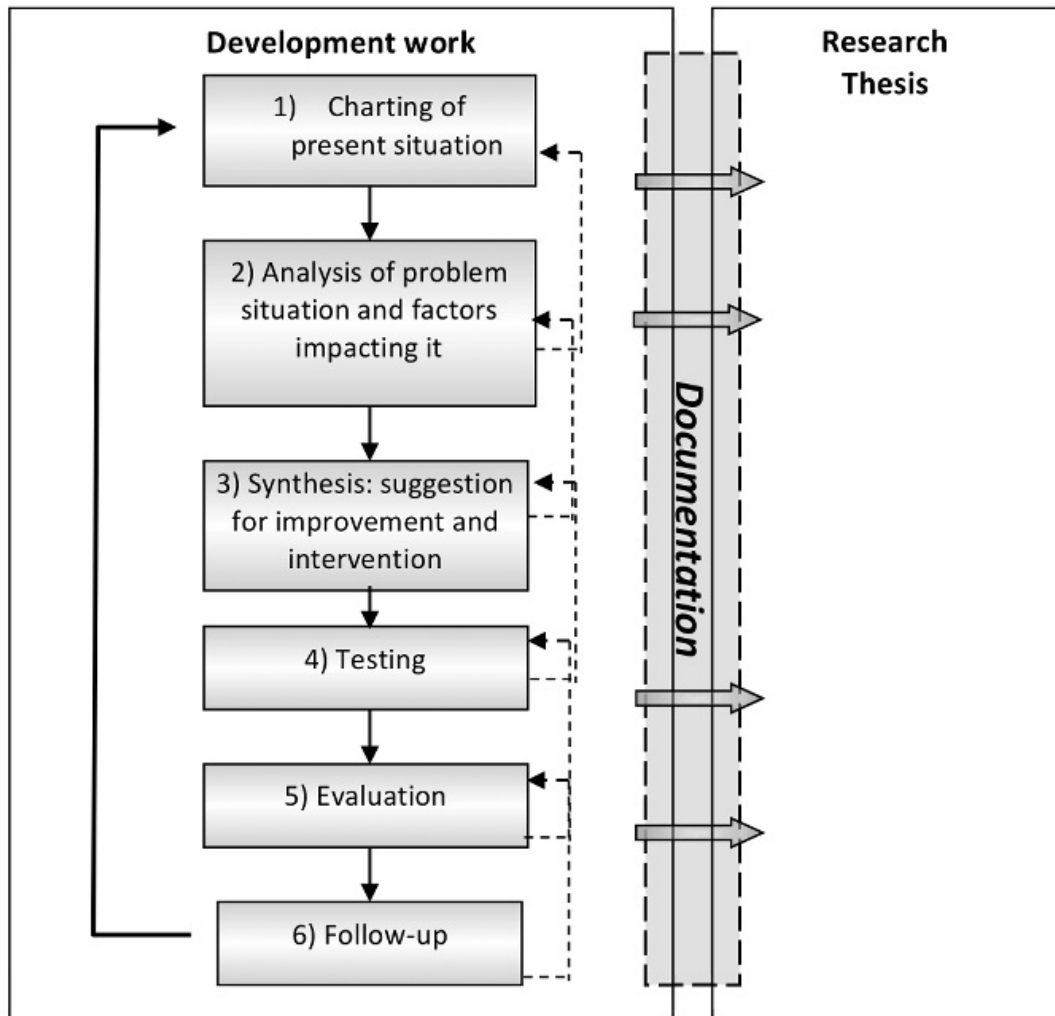 Development work
1) Charting of
present situation
2) Analysis of problem
situation and factors
impacting it
3) Synthesis: suggestion
for improvement and
intervention
4) Testing
5) Evaluation
6) Follow-up
Documentation
Research
Thesis